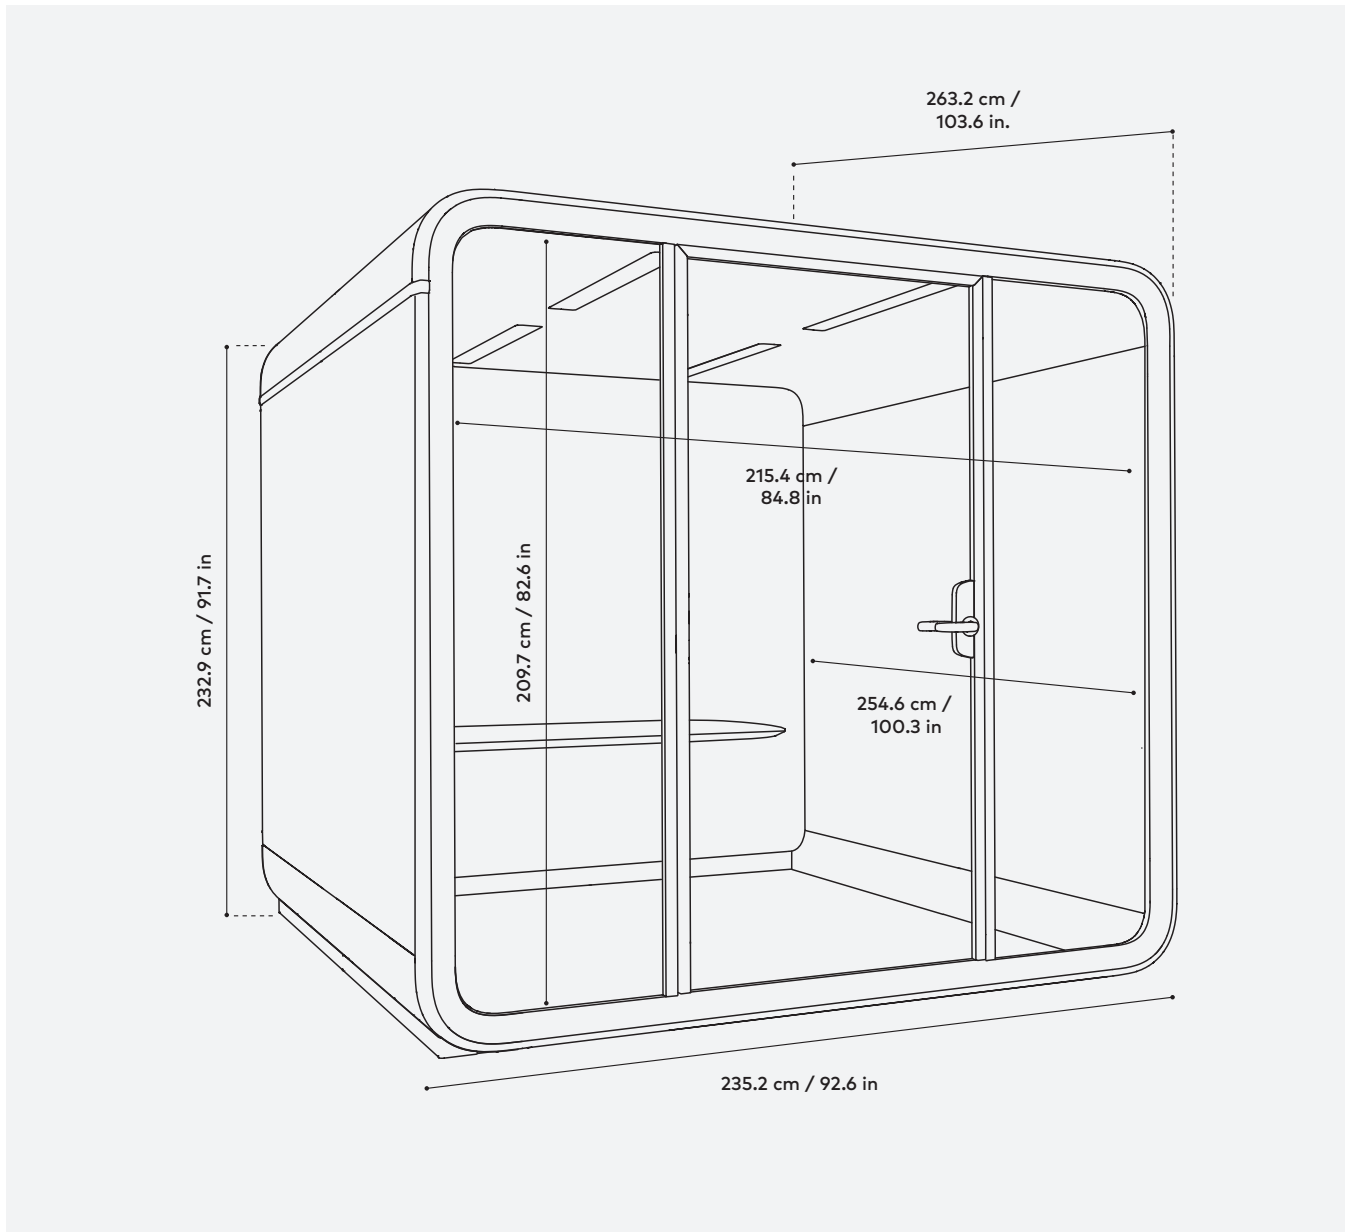 263.2 cm /
103.6 in.
215.4 cm /
84.8 in
232.9 cm / 91.7 in
209.7 cm / 82.6 in
254.6 cm /
100.3 in
235.2 cm / 92.6 in